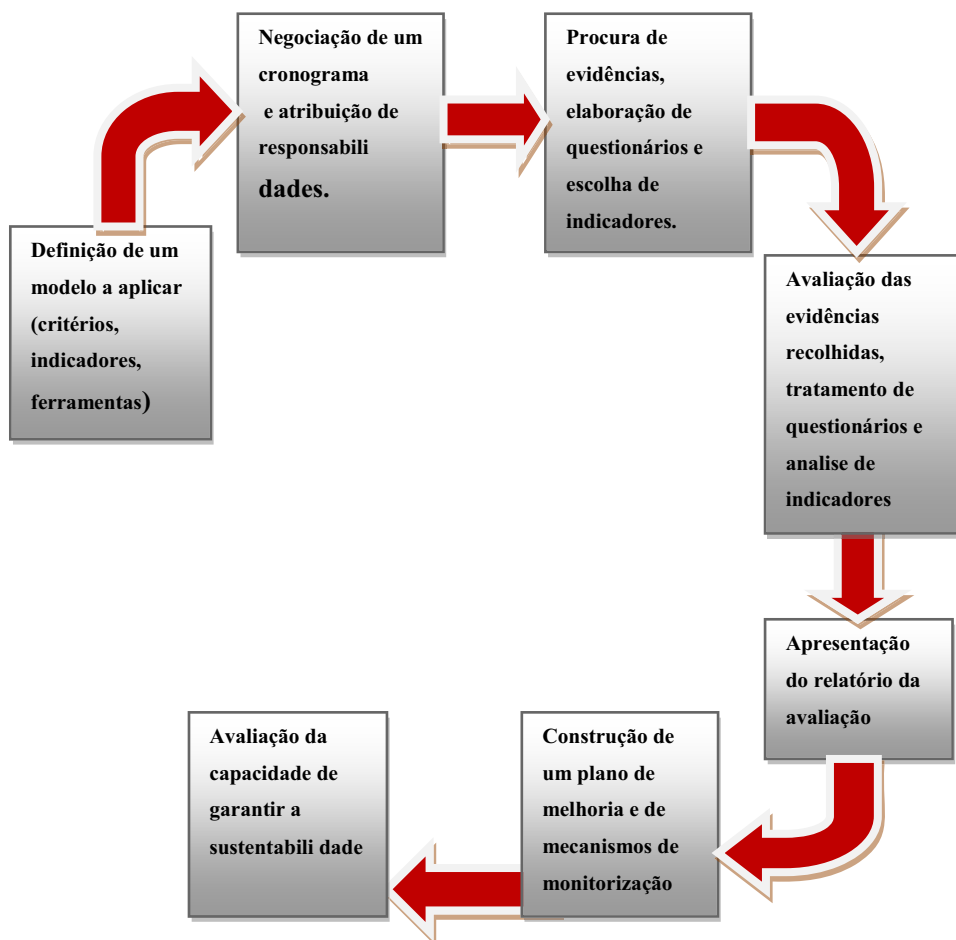 Definição de um
modelo a aplicar
(critérios,
indicadores,
ferramentas)
Negociação de um
cronograma
e atribuição de
responsabili
dades.
Procura de
evidências,
elaboração de
questionários e
escolha de
indicadores.
Avaliação das
evidências
recolhidas,
tratamento de
questionários e
analise de
indicadores
Apresentação
do relatório da
avaliação
Construção de
um plano de
melhoria e de
mecanismos de
monitorização
Avaliação da
capacidade de
garantir a
sustentabili dade